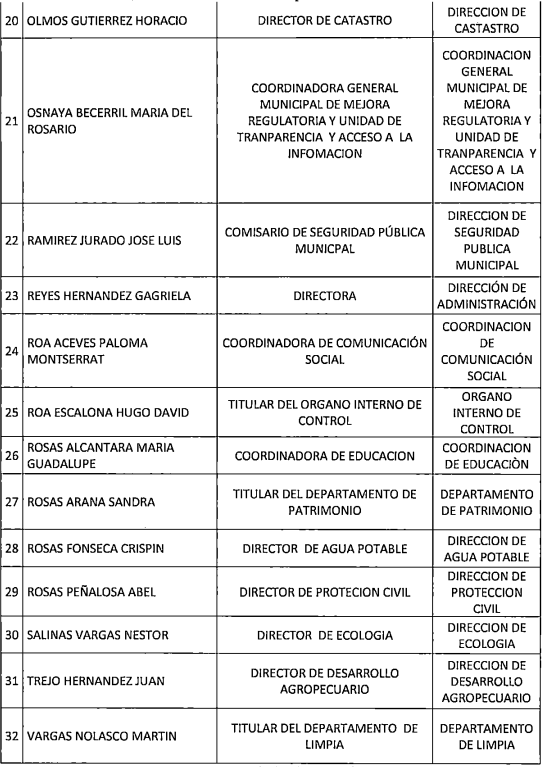 20 OLMOS GUTIERREZ HORACIO
DIRECTOR DE CATASTRO
DIRECCION DE
CASTASTRO
21 OSNAYA BECERRIL MARIA DEL
ROSARIO
COORDINADORA GENERAL
MUNICIPAL DE MEJORA
REGULATORIA Y UNIDAD DE
TRANPARENCIA Y ACCESO A LA
INFOMACION
COORDINACION
GENERAL
MUNICIPAL DE
MEJORA
REGULATORIA Y
UNIDAD DE
TRANPARENCIA Y
ACCESO A LA
INFOMACION
22 RAMIREZ JURADO JOSE LUIS
COMISARIO DE SEGURIDAD PÚBLICA
MUNICPAL
DIRECCION DE
SEGURIDAD
PUBLICA
MUNICIPAL
23 REYES HERNANDEZ GAGRIELA
DIRECTORA
DIRECCIÓN DE
ADMINISTRACIÓN
24 ROA ACEVES PALOMA
MONTSERRAT
COORDINADORA DE COMUNICACIÓN
SOCIAL
COORDINACION
DE
COMUNICACIÓN
SOCIAL
25 ROA ESCALONA HUGO DAVID
TITULAR DEL ORGANO INTERNO DE
CONTROL
ORGANO
INTERNO DE
CONTROL
26 ROSAS ALCANTARA MARIA
GUADALUPE
COORDINADORA DE EDUCACION
COORDINACION
DE EDUCACIÒN
27 ROSAS ARANA SANDRA
TITULAR DEL DEPARTAMENTO DE
PATRIMONIO
DEPARTAMENTO
DE PATRIMONIO
28 ROSAS FONSECA CRISPIN
DIRECTOR DE AGUA POTABLE
DIRECCION DE
AGUA POTABLE
29 ROSAS PEÑALOSA ABEL
DIRECTOR DE PROTECION CIVIL
DIRECCION DE
PROTECCION
CIVIL
30 SALINAS VARGAS NESTOR
DIRECTOR DE ECOLOGIA
DIRECCION DE
ECOLOGIA
31 TREJO HERNANDEZ JUAN
DIRECTOR DE DESARROLLO
AGROPECUARIO
DIRECCION DE
DESARROLLO
AGROPECUARIO
32 VARGAS NOLASCO MARTIN
TITULAR DEL DEPARTAMENTO DE
LIMPIA
DEPARTAMENTO
DE LIMPIA